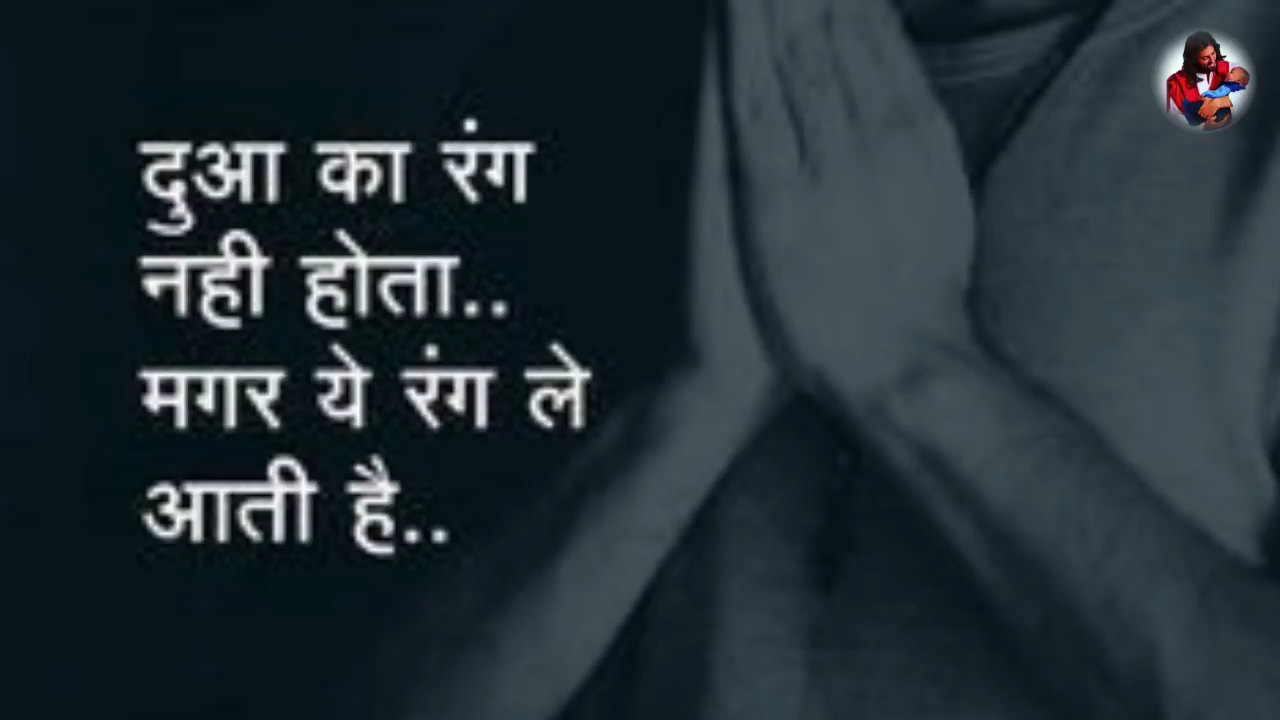 दुआ का रंग
नही होता..
मगर ये रंग ले
आती है..